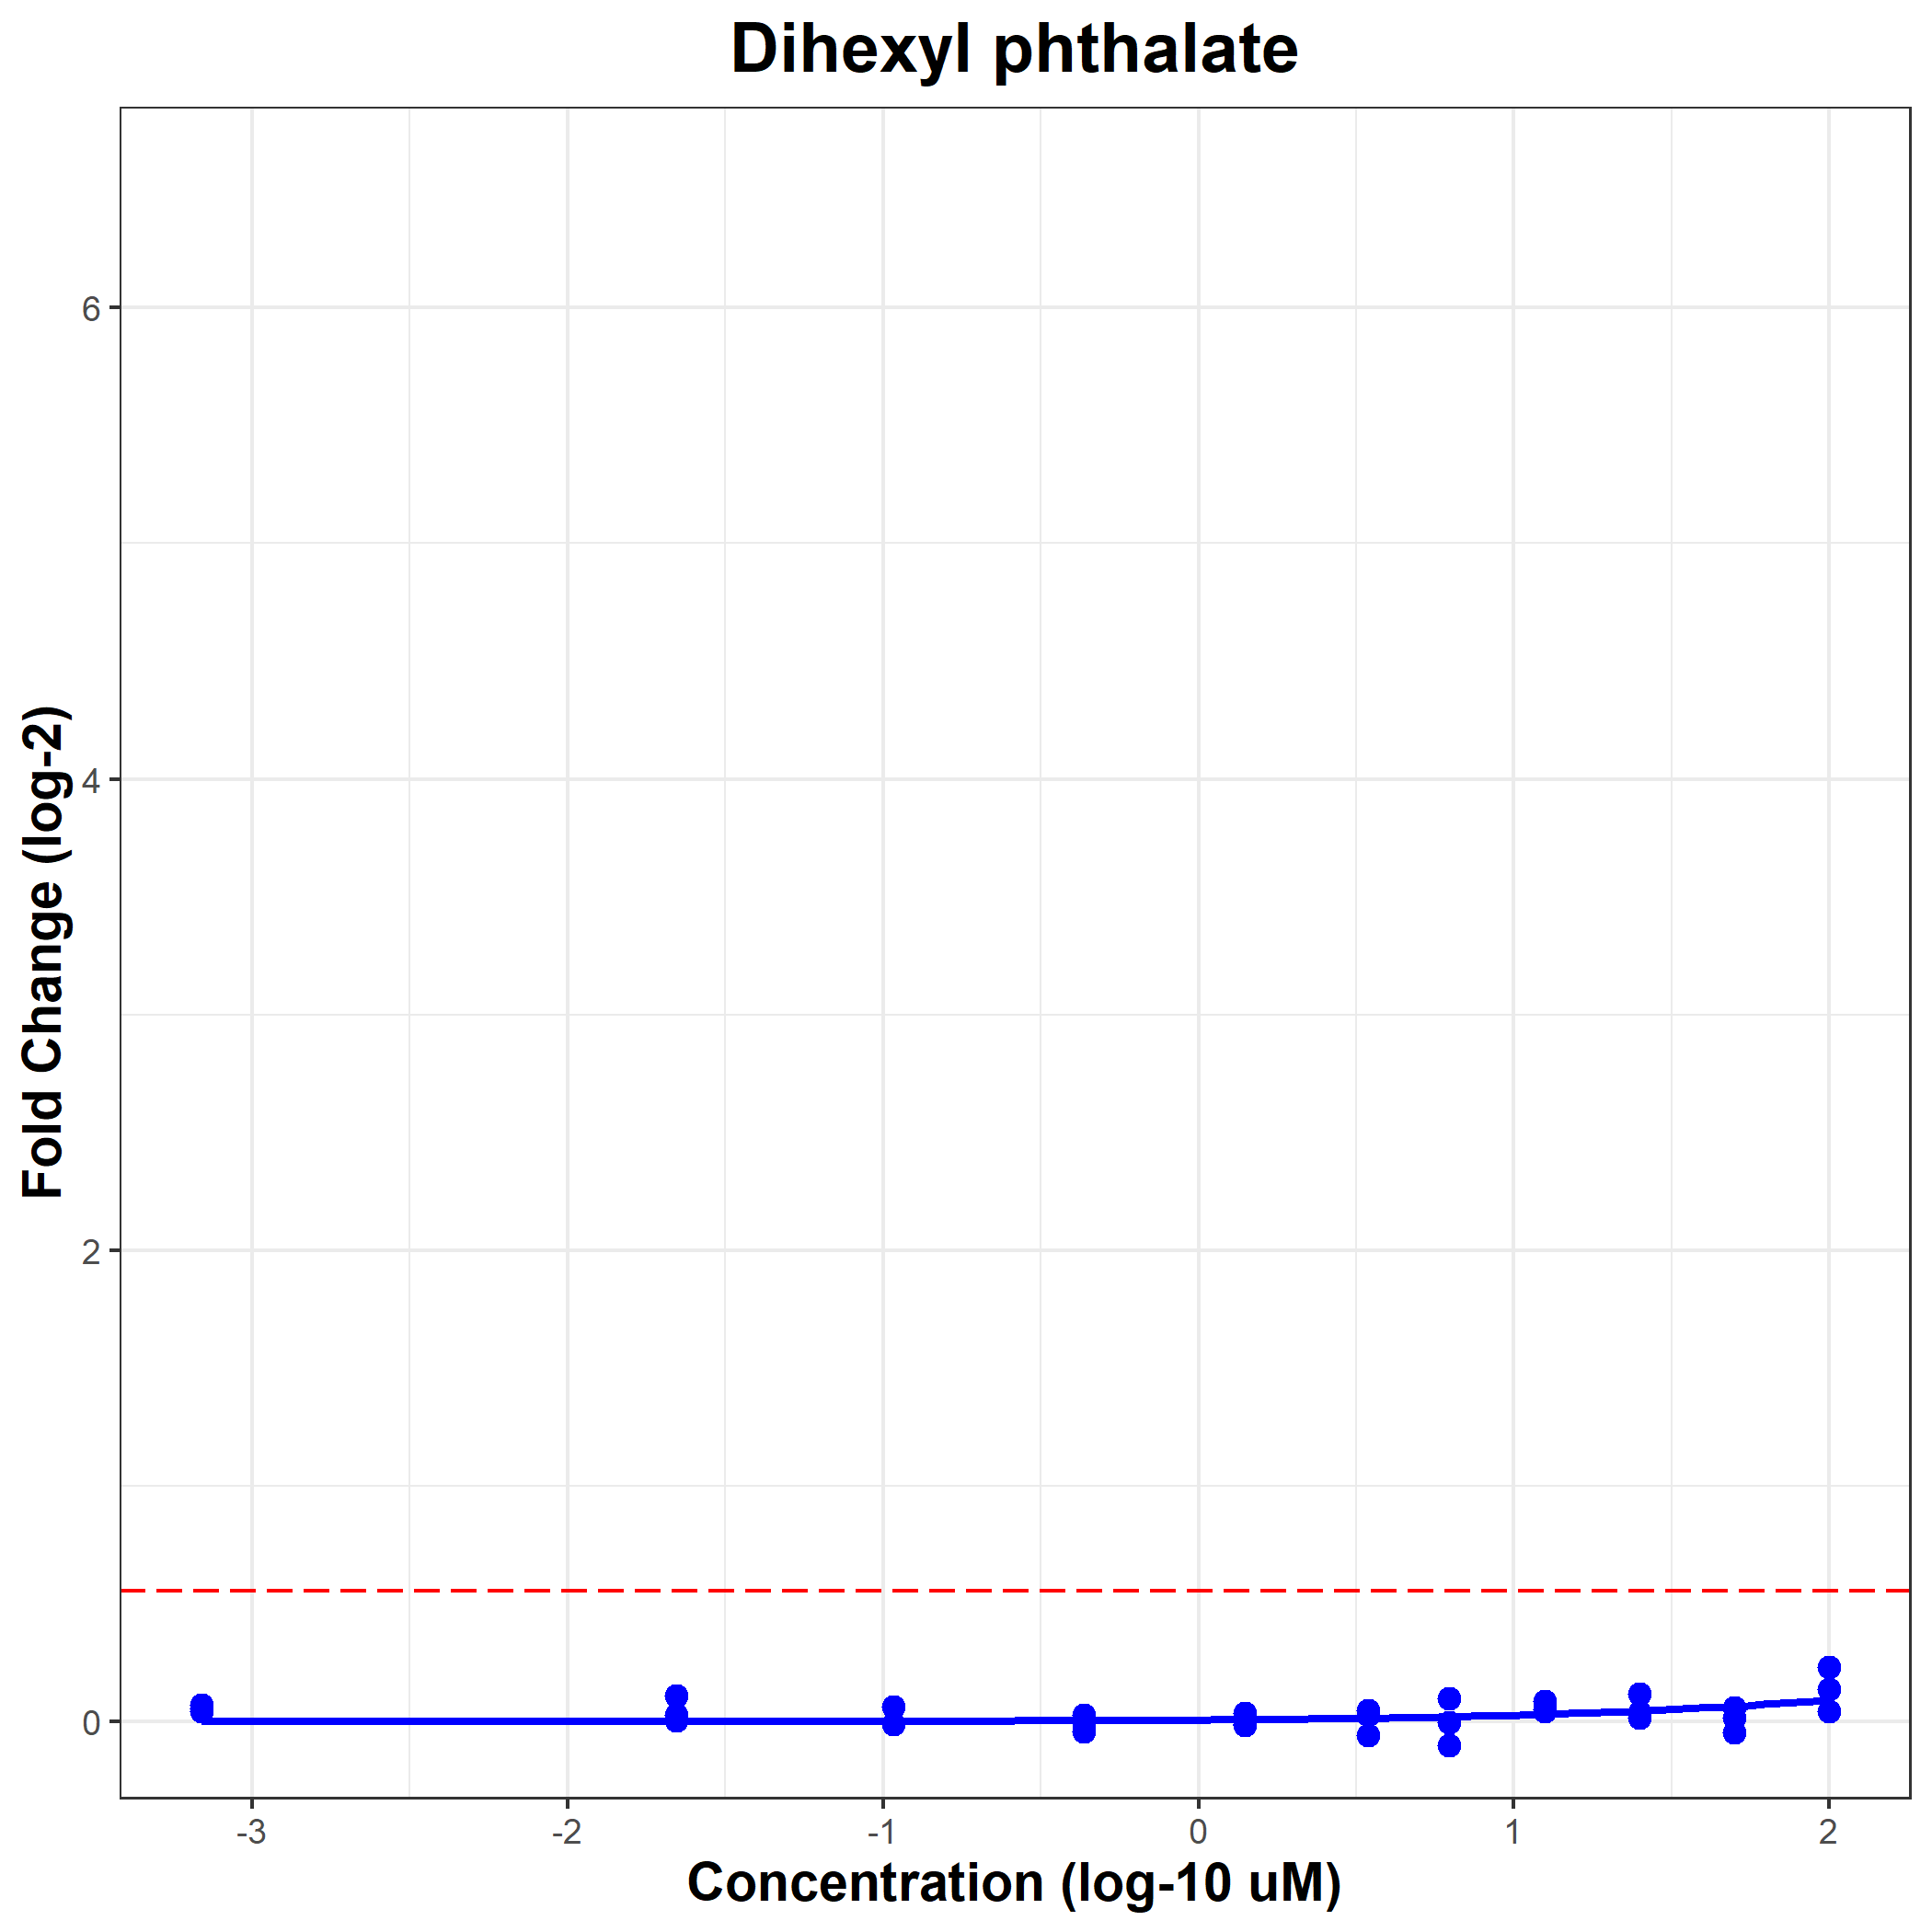 Dihexyl phthalate
Fold Change (log-2)
6
4
2
0
-3 -2 -1 0 1 2
Concentration (log-10 uM)